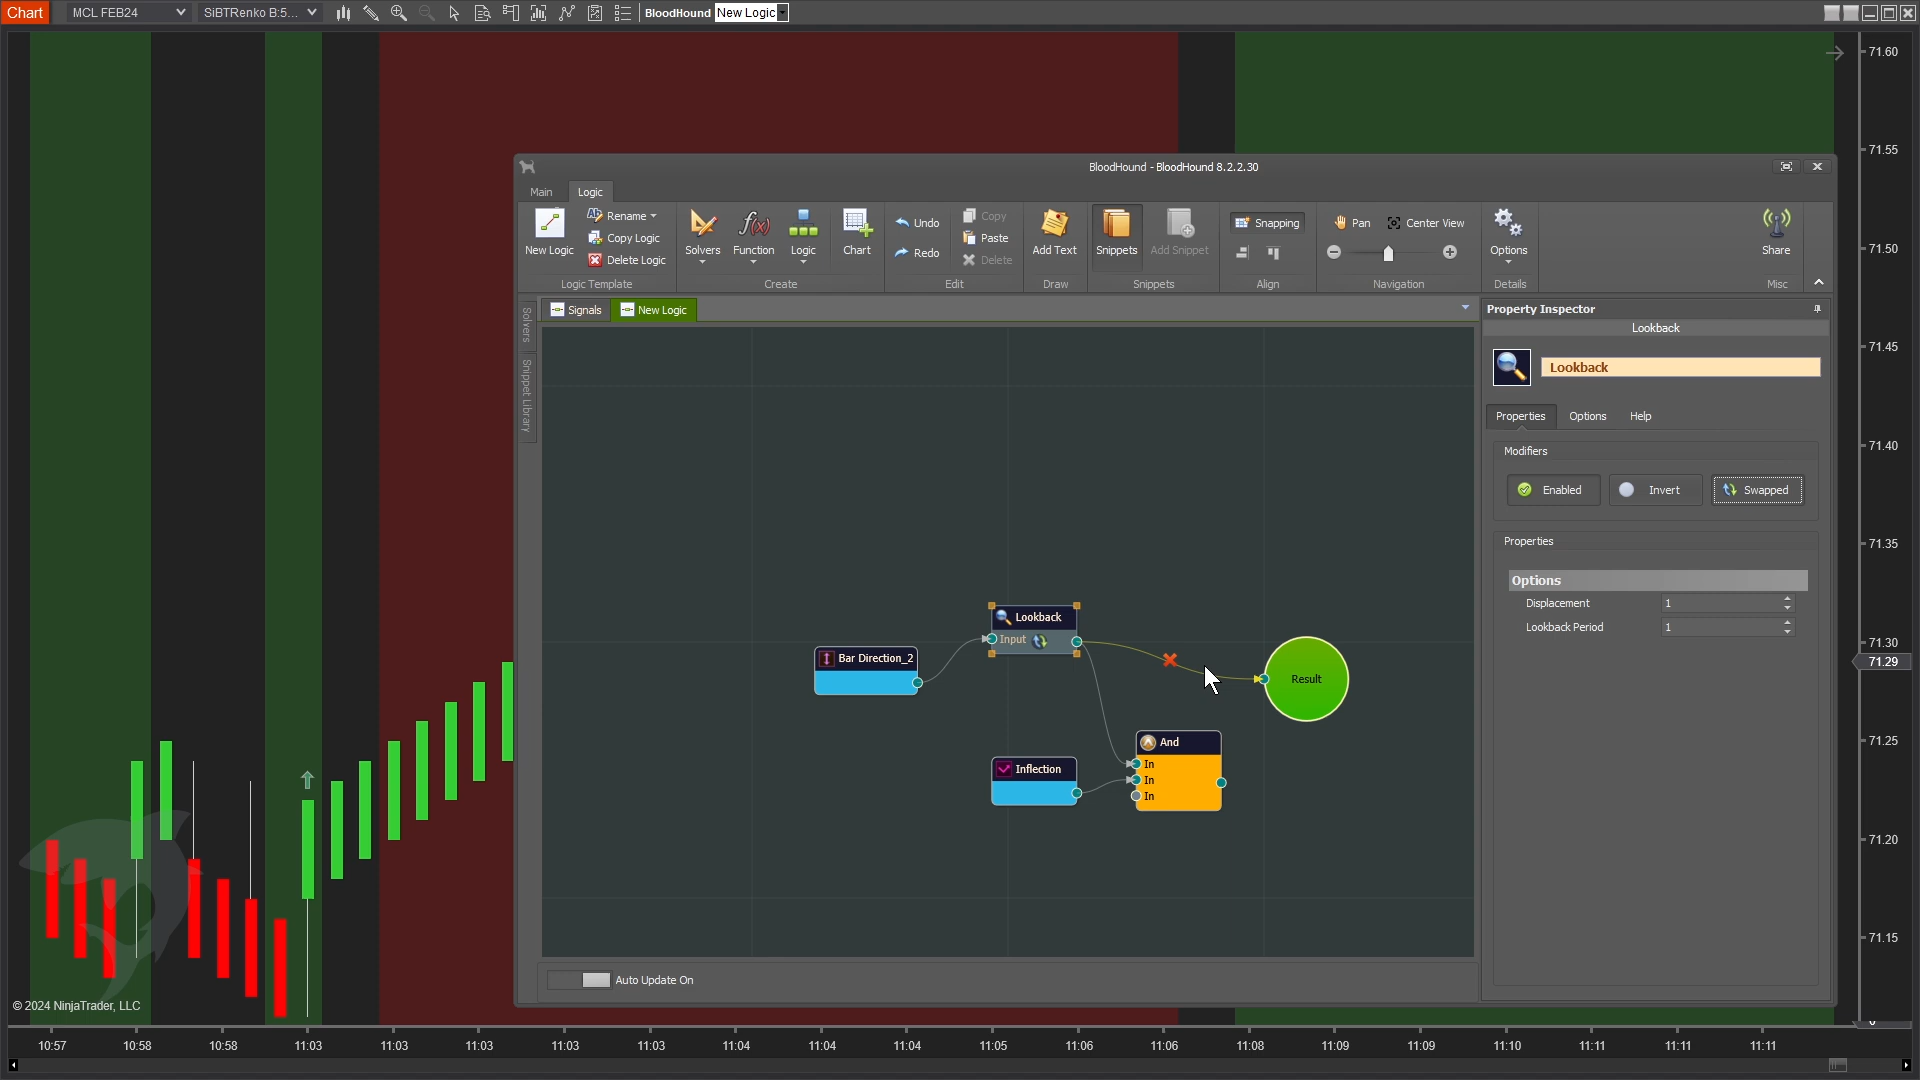 Chart MCL FEB24 SiBTRenko B:5... BloodHound New Logic
71.60
71.55
71.50
71.45
71.40
71.35
71.30
71.29
71.25
71.20
71.15
BloodHound - BloodHound 8.2.2.30
Main Logic
New Logic
Rename
Copy Logic
Delete Logic
Logic Template
Solvers
f(x)
Function
Logic
Chart
Create
Undo
Redo
Copy
Paste
Delete
Edit
Add Text
Draw
Snippets
Add Snippet
Snippets
Snapping
Align
Pan
Center View
Navigation
Options
Details
Share
Misc
Solvers
Snippet Library
Signals
New Logic
Lookback
Input
Bar Direction_2
Inflection
And
In
In
In
Result
Auto Update On
Property Inspector
Lookback
Lookback
Properties Options Help
Modifiers
Enabled Invert Swapped
Properties
Options
Displacement 1
Lookback Period 1
© 2024 NinjaTrader, LLC
10:57 10:58 10:58 11:03 11:03 11:03 11:03 11:03 11:04 11:04 11:04 11:05 11:06 11:06 11:08 11:09 11:09 11:10 11:11 11:11 11:11